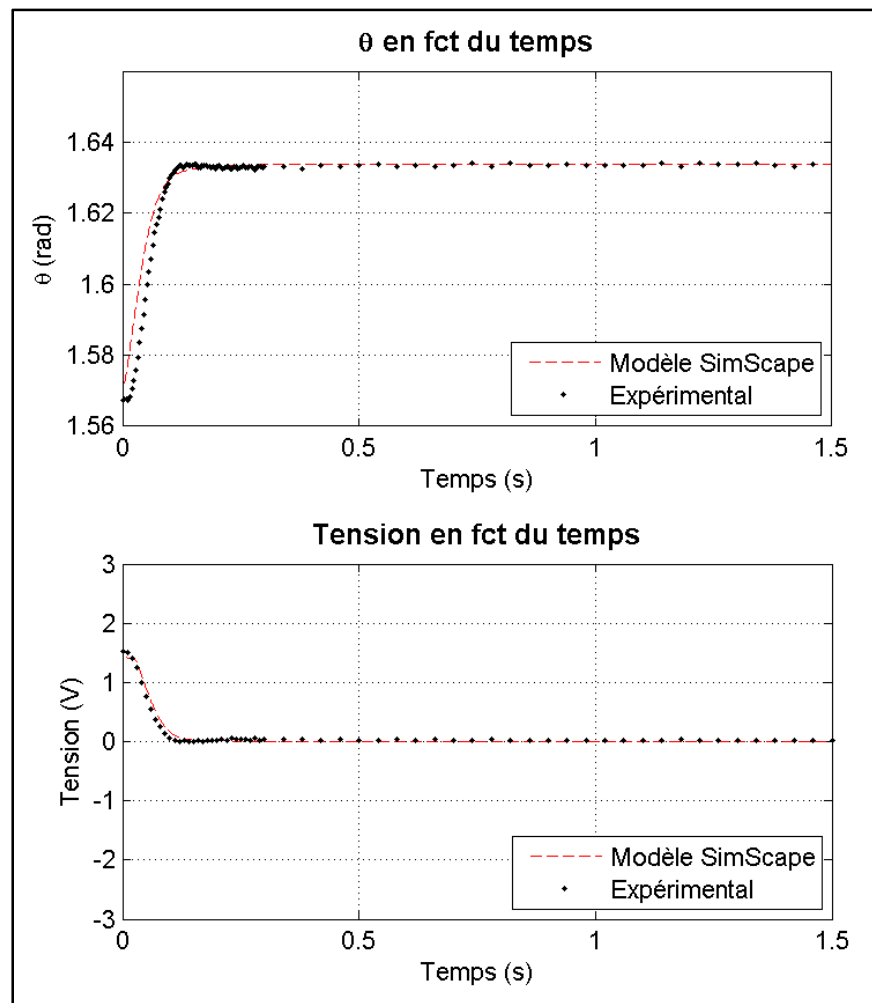 θ en fct du temps
1.64
1.62
1.6
1.58
1.56
θ (rad)
0
0.5
1
1.5
Temps (s)
Modèle SimScape
Expérimental
Tension en fct du temps
3
2
1
0
-1
-2
-3
Tension (V)
0
0.5
1
1.5
Temps (s)
Modèle SimScape
Expérimental